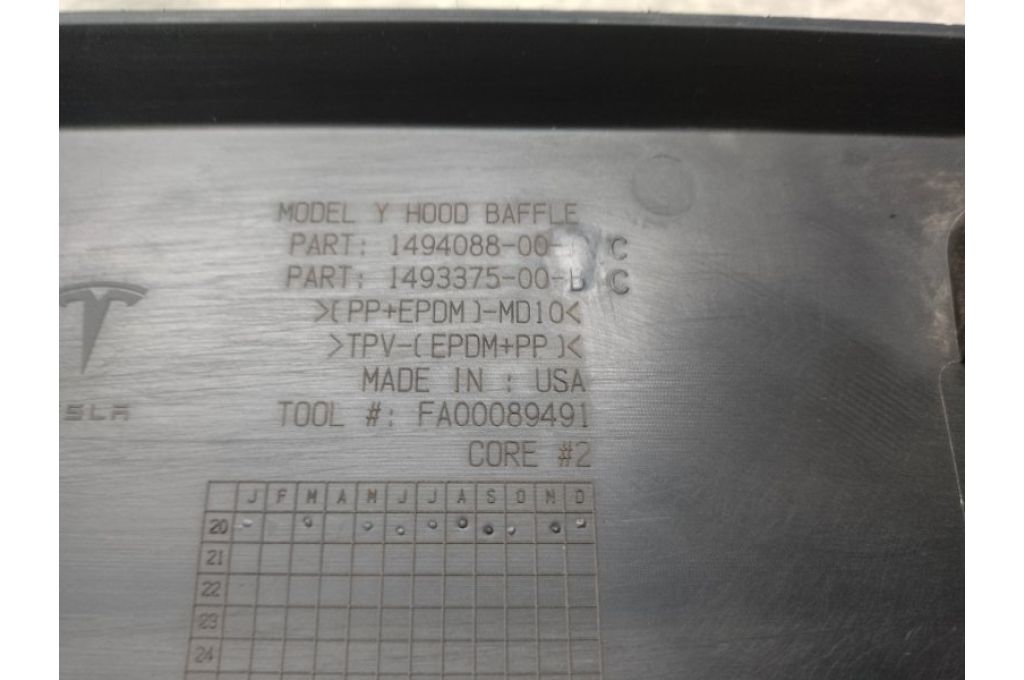 MODEL Y HOOD BAFFLE
PART: 1494088-00- C
PART: 1493375-00-B C
>(PP+EPDM)-MD10<
>TPV-(EPDM+PP)<
MADE IN : USA
TOOL #: FA00089491
CORE #2
SLA
J F M A M J J A S O N D
20
21
22
23
24